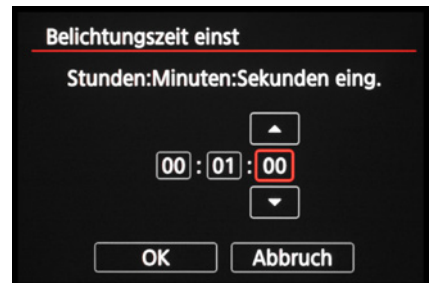 Belichtungszeit einst
Stunden:Minuten:Sekunden eing.
00:01:00
OK Abbruch